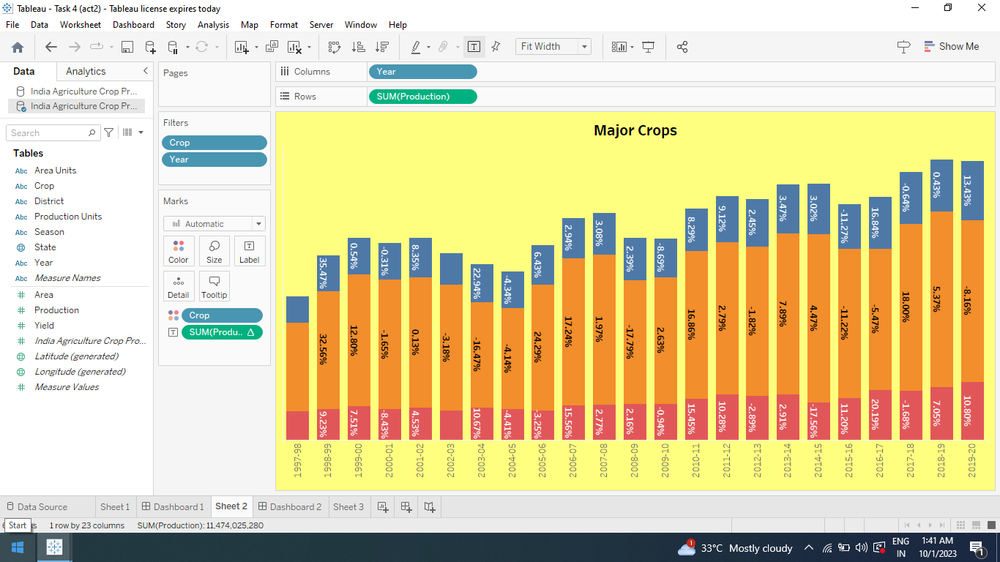 Tableau - Task 4 (act2) - Tableau license expires today
File Data Worksheet Dashboard Story Analysis Map Format Server Window Help
Fit Width
Show Me
Data Analytics
India Agriculture Crop Pr...
India Agriculture Crop Pr...
Search
Tables
Abc Area Units
Abc Crop
Abc District
Abc Production Units
Abc Season
State
Abc Year
Abc Measure Names
Area
Production
Yield
India Agriculture Crop Pro...
Latitude (generated)
Longitude (generated)
Measure Values
Pages
Filters
Crop
Year
Marks
Automatic
Color Size Label
Detail Tooltip
Crop
SUM(Produ.. Δ
Columns Year
Rows SUM(Production)
Major Crops
35.47% 0.54% -0.31% 8.35% 22.94% -4.34% 6.43% 2.94% 3.08% 2.39% -8.69% 8.29% 9.12% 2.45% 3.47% 3.02% -11.27% 16.84% -0.64% 0.43% 13.43%
32.56% 12.80% -1.65% 0.13% -3.18% -16.47% -4.14% 24.29% 17.24% 1.97% -17.79% 2.63% 16.86% 2.79% -1.82% 7.89% 4.47% -11.22% -5.47% 18.00% 5.37% -8.16%
9.23% 7.51% -8.43% 4.53% 10.67% -4.41% -3.25% 15.56% 2.77% 2.16% -0.94% 15.45% 10.28% -2.89% 2.91% -17.56% 11.20% 20.19% -1.68% 7.05% 10.80%
1997-98 1998-99 1999-00 2000-01 2001-02 2002-03 2003-04 2004-05 2005-06 2006-07 2007-08 2008-09 2009-10 2010-11 2011-12 2012-13 2013-14 2014-15 2015-16 2016-17 2017-18 2018-19 2019-20
Data Source Sheet 1 Dashboard 1 Sheet 2 Dashboard 2 Sheet 3
Start 1 row by 23 columns SUM(Production): 11,474,025,280
1 33°C Mostly cloudy ENG 1:41 AM
IN 10/1/2023 1